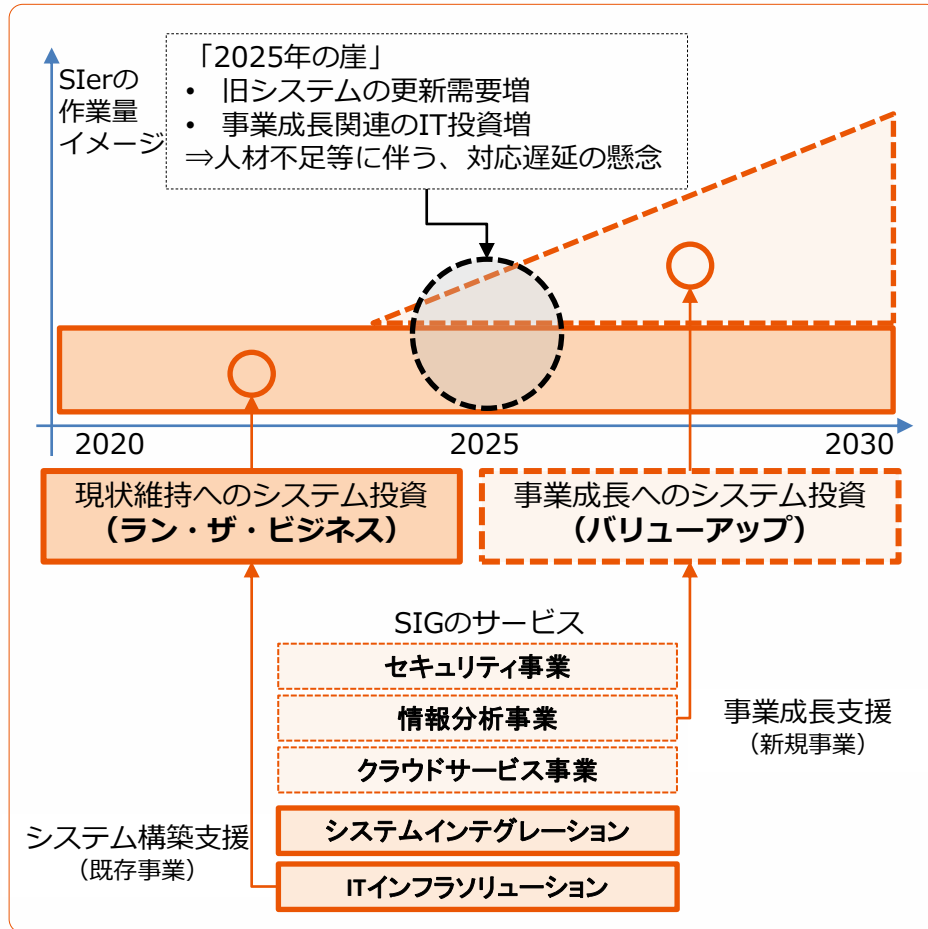 SIerの
作業量
イメージ
「2025年の崖」
• 旧システムの更新需要増
• 事業成長関連のIT投資増
⇒人材不足等に伴う、対応遅延の懸念
2020
2025
2030
現状維持へのシステム投資
（ラン・ザ・ビジネス）
事業成長へのシステム投資
（バリューアップ）
SIGのサービス
セキュリティ事業
情報分析事業
クラウドサービス事業
システムインテグレーション
ITインフラソリューション
事業成長支援
（新規事業）
システム構築支援
（既存事業）